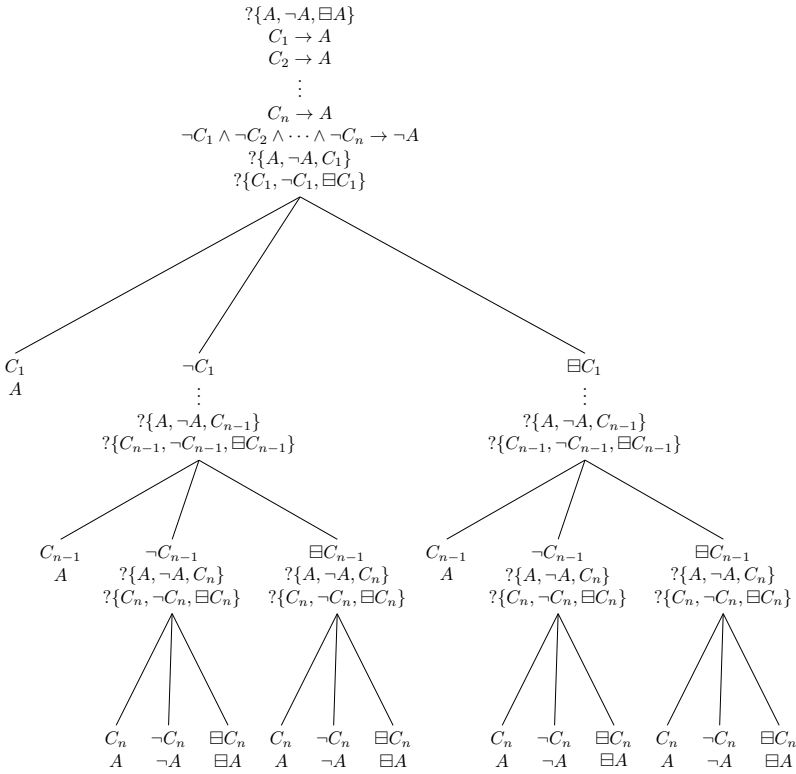 ?{A, ¬A, ⊟A}
C₁ → A
C₂ → A
⋮
Cₙ → A
¬C₁ ∧ ¬C₂ ∧ ⋯ ∧ ¬Cₙ → ¬A
?{A, ¬A, C₁}
?{C₁, ¬C₁, ⊟C₁}
C₁ ¬C₁ ⊟C₁
A ⋮ ⋮
?{A, ¬A, Cₙ₋₁} ?{A, ¬A, Cₙ₋₁}
?{Cₙ₋₁, ¬Cₙ₋₁, ⊟Cₙ₋₁} ?{Cₙ₋₁, ¬Cₙ₋₁, ⊟Cₙ₋₁}
Cₙ₋₁ ¬Cₙ₋₁ ⊟Cₙ₋₁ Cₙ₋₁ ¬Cₙ₋₁ ⊟Cₙ₋₁
A ?{A, ¬A, Cₙ} ?{A, ¬A, Cₙ} A ?{A, ¬A, Cₙ} ?{A, ¬A, Cₙ}
?{Cₙ, ¬Cₙ, ⊟Cₙ} ?{Cₙ, ¬Cₙ, ⊟Cₙ} ?{Cₙ, ¬Cₙ, ⊟Cₙ} ?{Cₙ, ¬Cₙ, ⊟Cₙ}
Cₙ ¬Cₙ ⊟Cₙ Cₙ ¬Cₙ ⊟Cₙ Cₙ ¬Cₙ ⊟Cₙ Cₙ ¬Cₙ ⊟Cₙ
A ¬A ⊟A A ¬A ⊟A A ¬A ⊟A A ¬A ⊟A